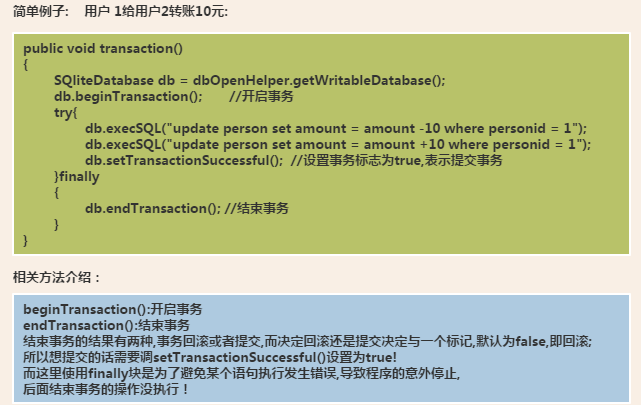 简单例子:    用户 1给用户2转账10元:
public void transaction()
{
SQliteDatabase db = dbOpenHelper.getWritableDatabase();
db.beginTransaction();      //开启事务
try{
db.execSQL("update person set amount = amount -10 where personid = 1");
db.execSQL("update person set amount = amount +10 where personid = 1");
db.setTransactionSuccessful();  //设置事务标志为true,表示提交事务
}finally
{
db.endTransaction(); //结束事务
}
}
相关方法介绍：
beginTransaction():开启事务
endTransaction():结束事务
结束事务的结果有两种,事务回滚或者提交,而决定回滚还是提交决定与一个标记,默认为false,即回滚;
所以想提交的话需要调setTransactionSuccessful()设置为true!
而这里使用finally块是为了避免某个语句执行发生错误,导致程序的意外停止,
后面结束事务的操作没执行！